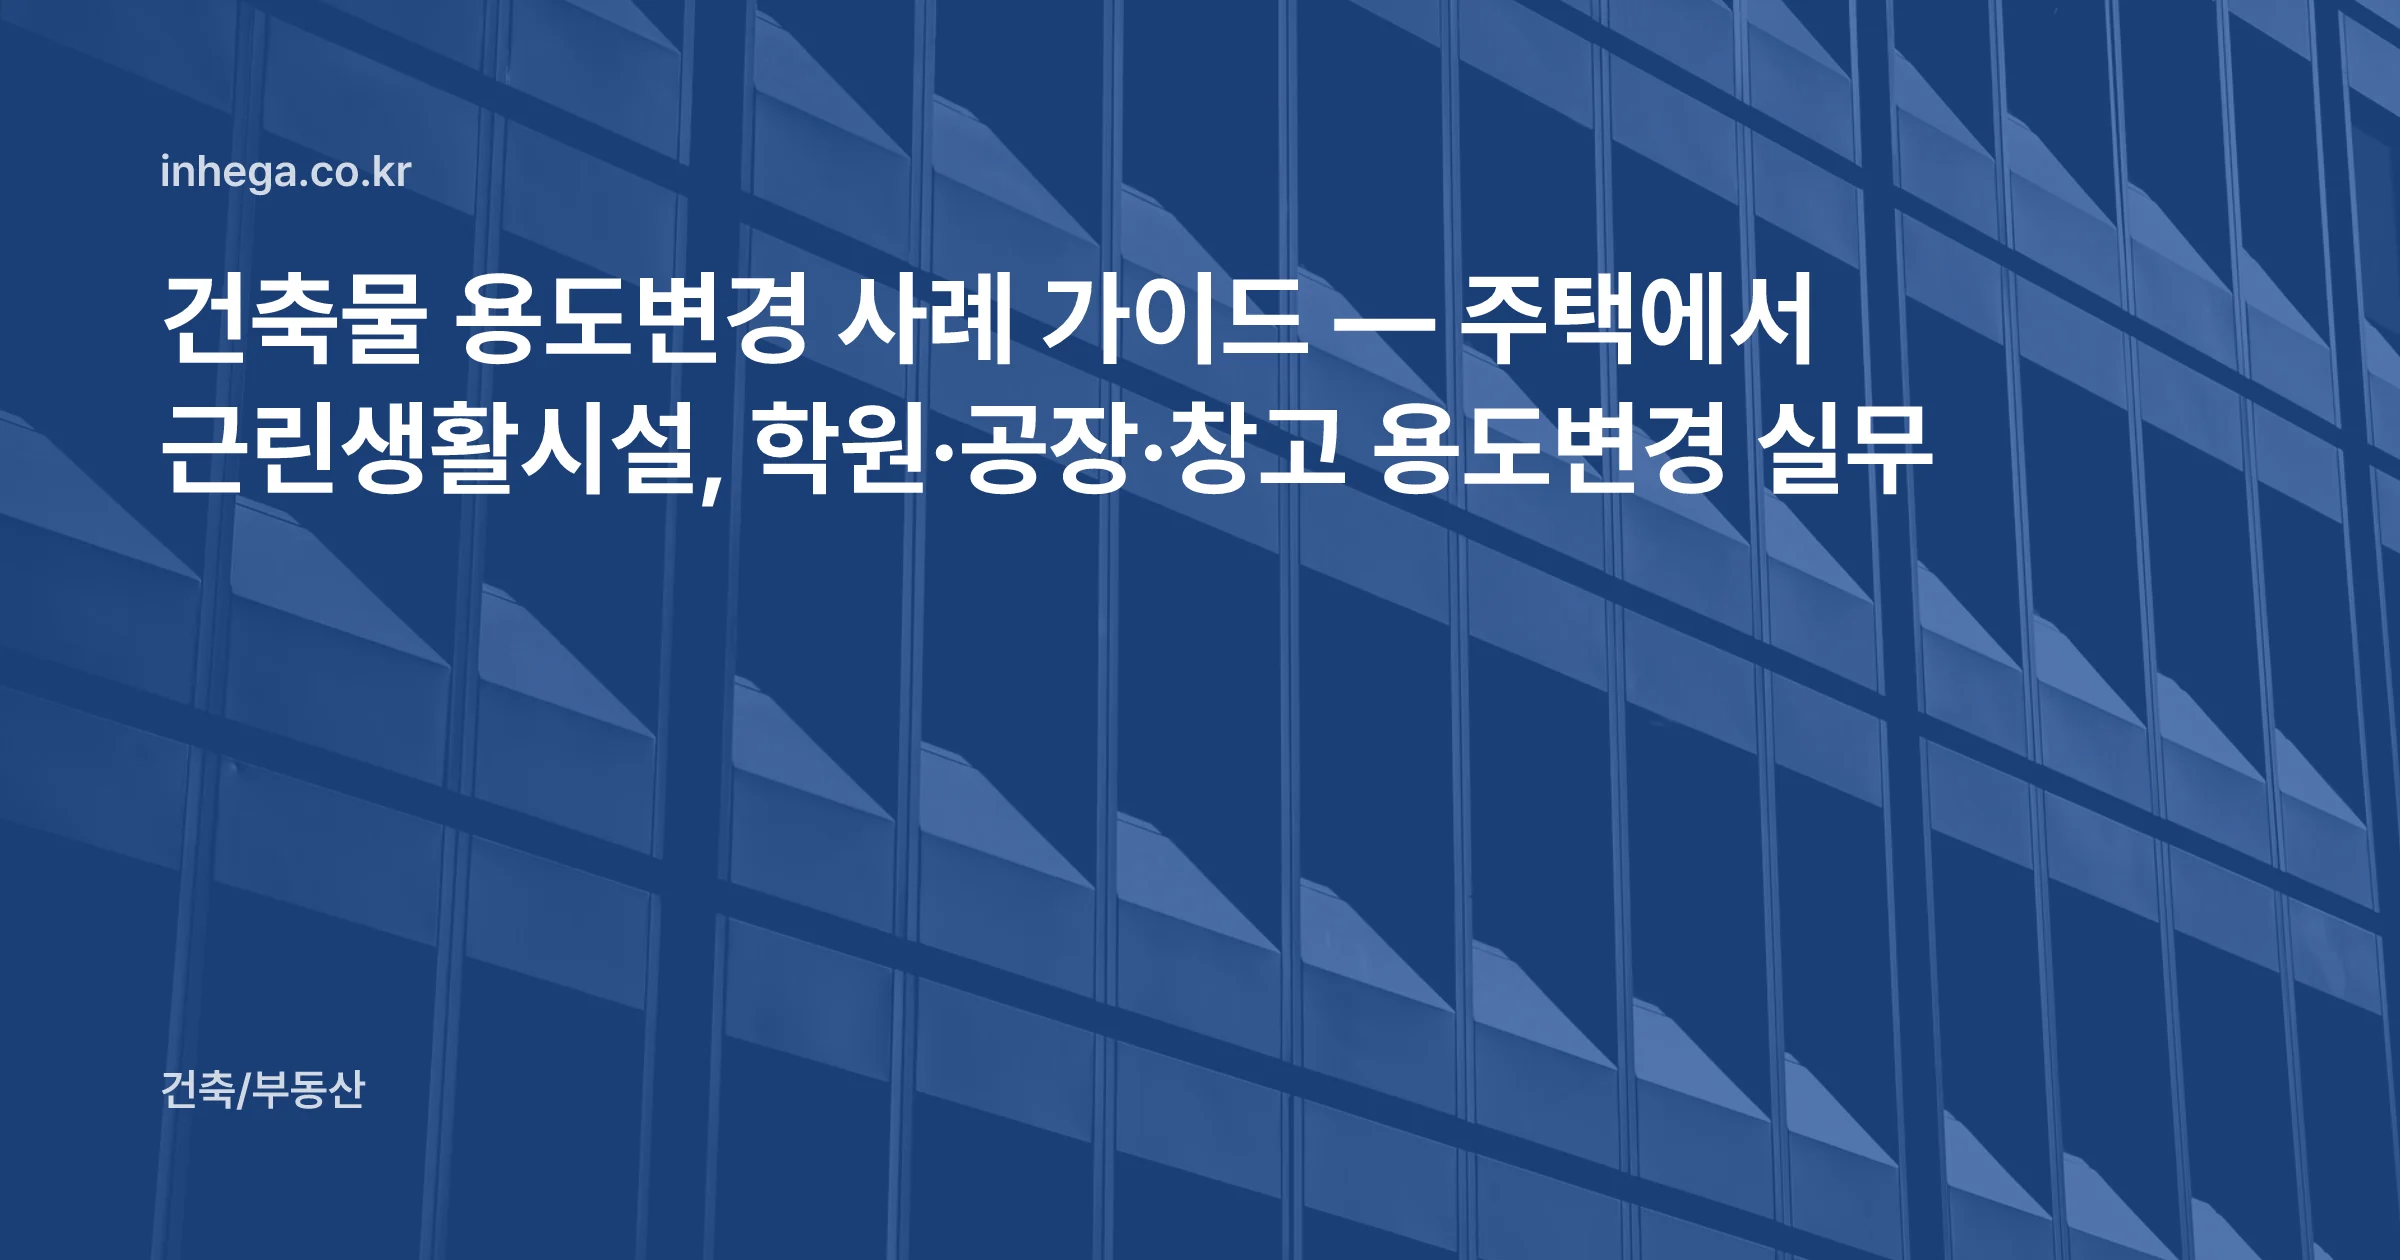 inhega.co.kr
건축물 용도변경 사례 가이드 — 주택에서
근린생활시설, 학원·공장·창고 용도변경 실무
건축/부동산